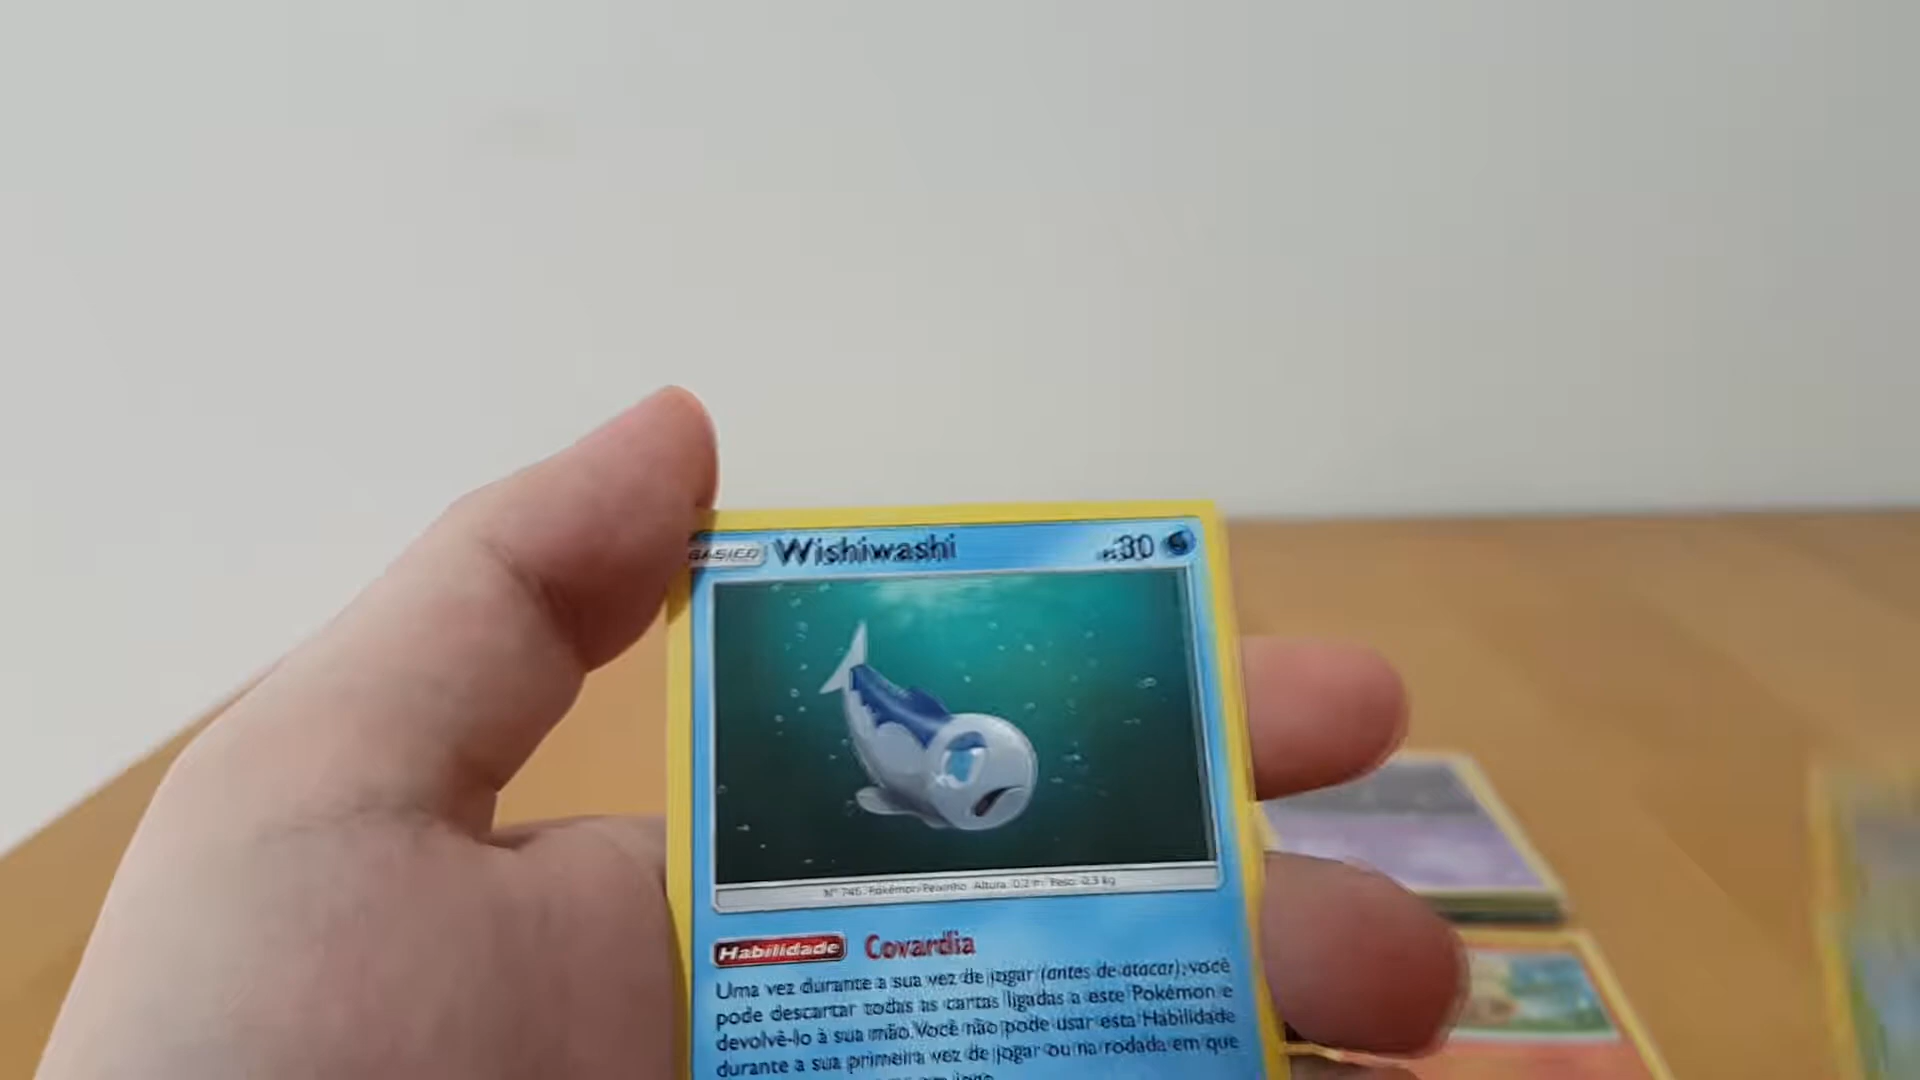 BÁSICO Wishiwashi PS30
Nº 746 Pokémon Peixinho Altura: 0,2 m Peso: 0,3 kg
Habilidade Covardia
Uma vez durante a sua vez de jogar (antes de atacar), você
pode descartar todas as cartas ligadas a este Pokémon e
devolvê-lo à sua mão. Você não pode usar esta Habilidade
durante a sua primeira vez de jogar ou na rodada em que